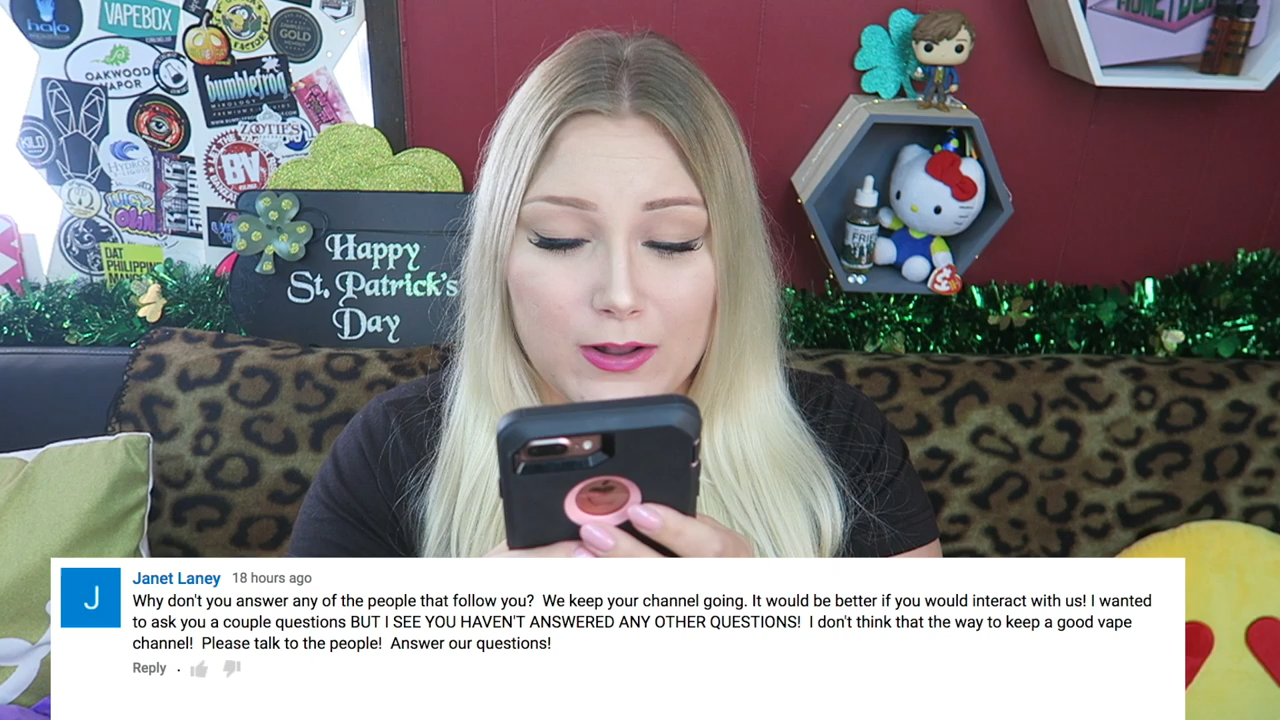 halo
VAPEBOX
GOLD
OAKWOOD
VAPOR
bumblefrog
KILD
ZOOTIE'S
BV
HYDROS
DAT
PHILIPPIN
Happy
St. Patrick's
Day
J
Janet Laney 18 hours ago
Why don't you answer any of the people that follow you?  We keep your channel going. It would be better if you would interact with us! I wanted
to ask you a couple questions BUT I SEE YOU HAVEN'T ANSWERED ANY OTHER QUESTIONS!  I don't think that the way to keep a good vape
channel!  Please talk to the people!  Answer our questions!
Reply